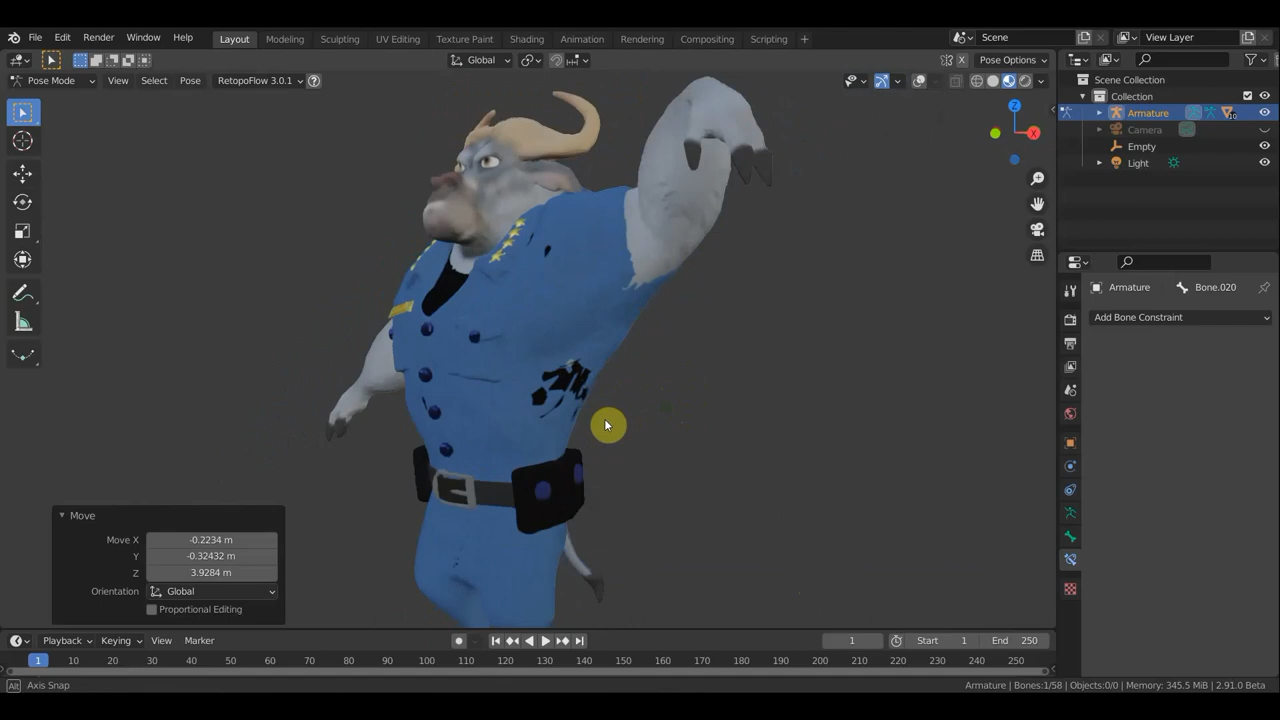 File Edit Render Window Help Layout Modeling Sculpting UV Editing Texture Paint Shading Animation Rendering Compositing Scripting + Scene View Layer
Global X Pose Options
Pose Mode View Select Pose RetopoFlow 3.0.1 ?
Scene Collection
Collection
Armature 10
Camera
Empty
Light
Z
X
Armature Bone.020
Add Bone Constraint
Move
Move X -0.2234 m
Y -0.32432 m
Z 3.9284 m
Orientation Global
Proportional Editing
Playback Keying View Marker 1 Start 1 End 250
1 10 20 30 40 50 60 70 80 90 100 110 120 130 140 150 160 170 180 190 200 210 220 230 240 250
Alt Axis Snap Armature | Bones:1/58 | Objects:0/0 | Memory: 345.5 MiB | 2.91.0 Beta